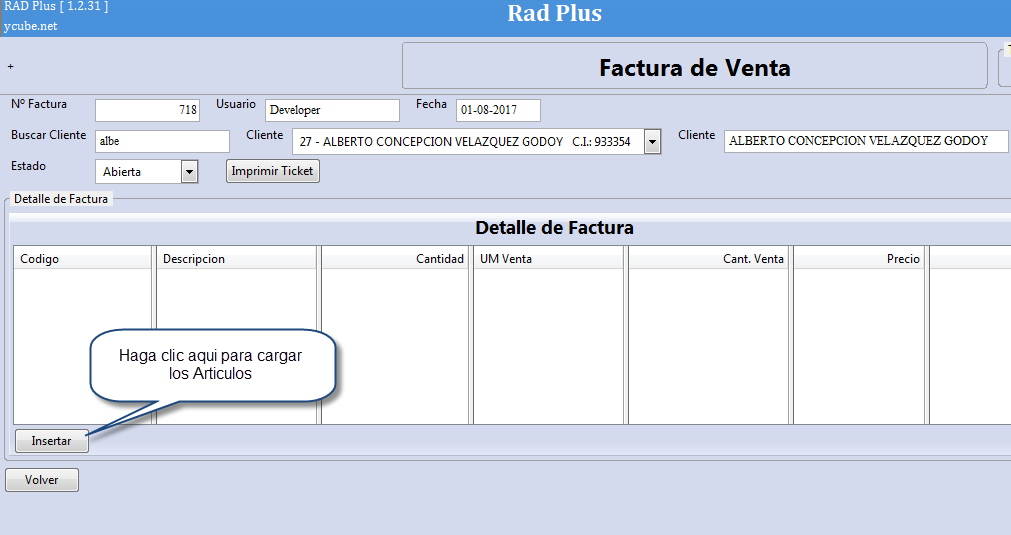 RAD Plus [ 1.2.31 ]
Rad Plus
ycube.net
+
Factura de Venta
Nº Factura 718 Usuario Developer Fecha 01-08-2017
Buscar Cliente albe Cliente 27 - ALBERTO CONCEPCION VELAZQUEZ GODOY C.I.: 933354 Cliente ALBERTO CONCEPCION VELAZQUEZ GODOY
Estado Abierta Imprimir Ticket
Detalle de Factura
Detalle de Factura
Codigo Descripcion Cantidad UM Venta Cant. Venta Precio
Haga clic aqui para cargar
los Articulos
Insertar
Volver